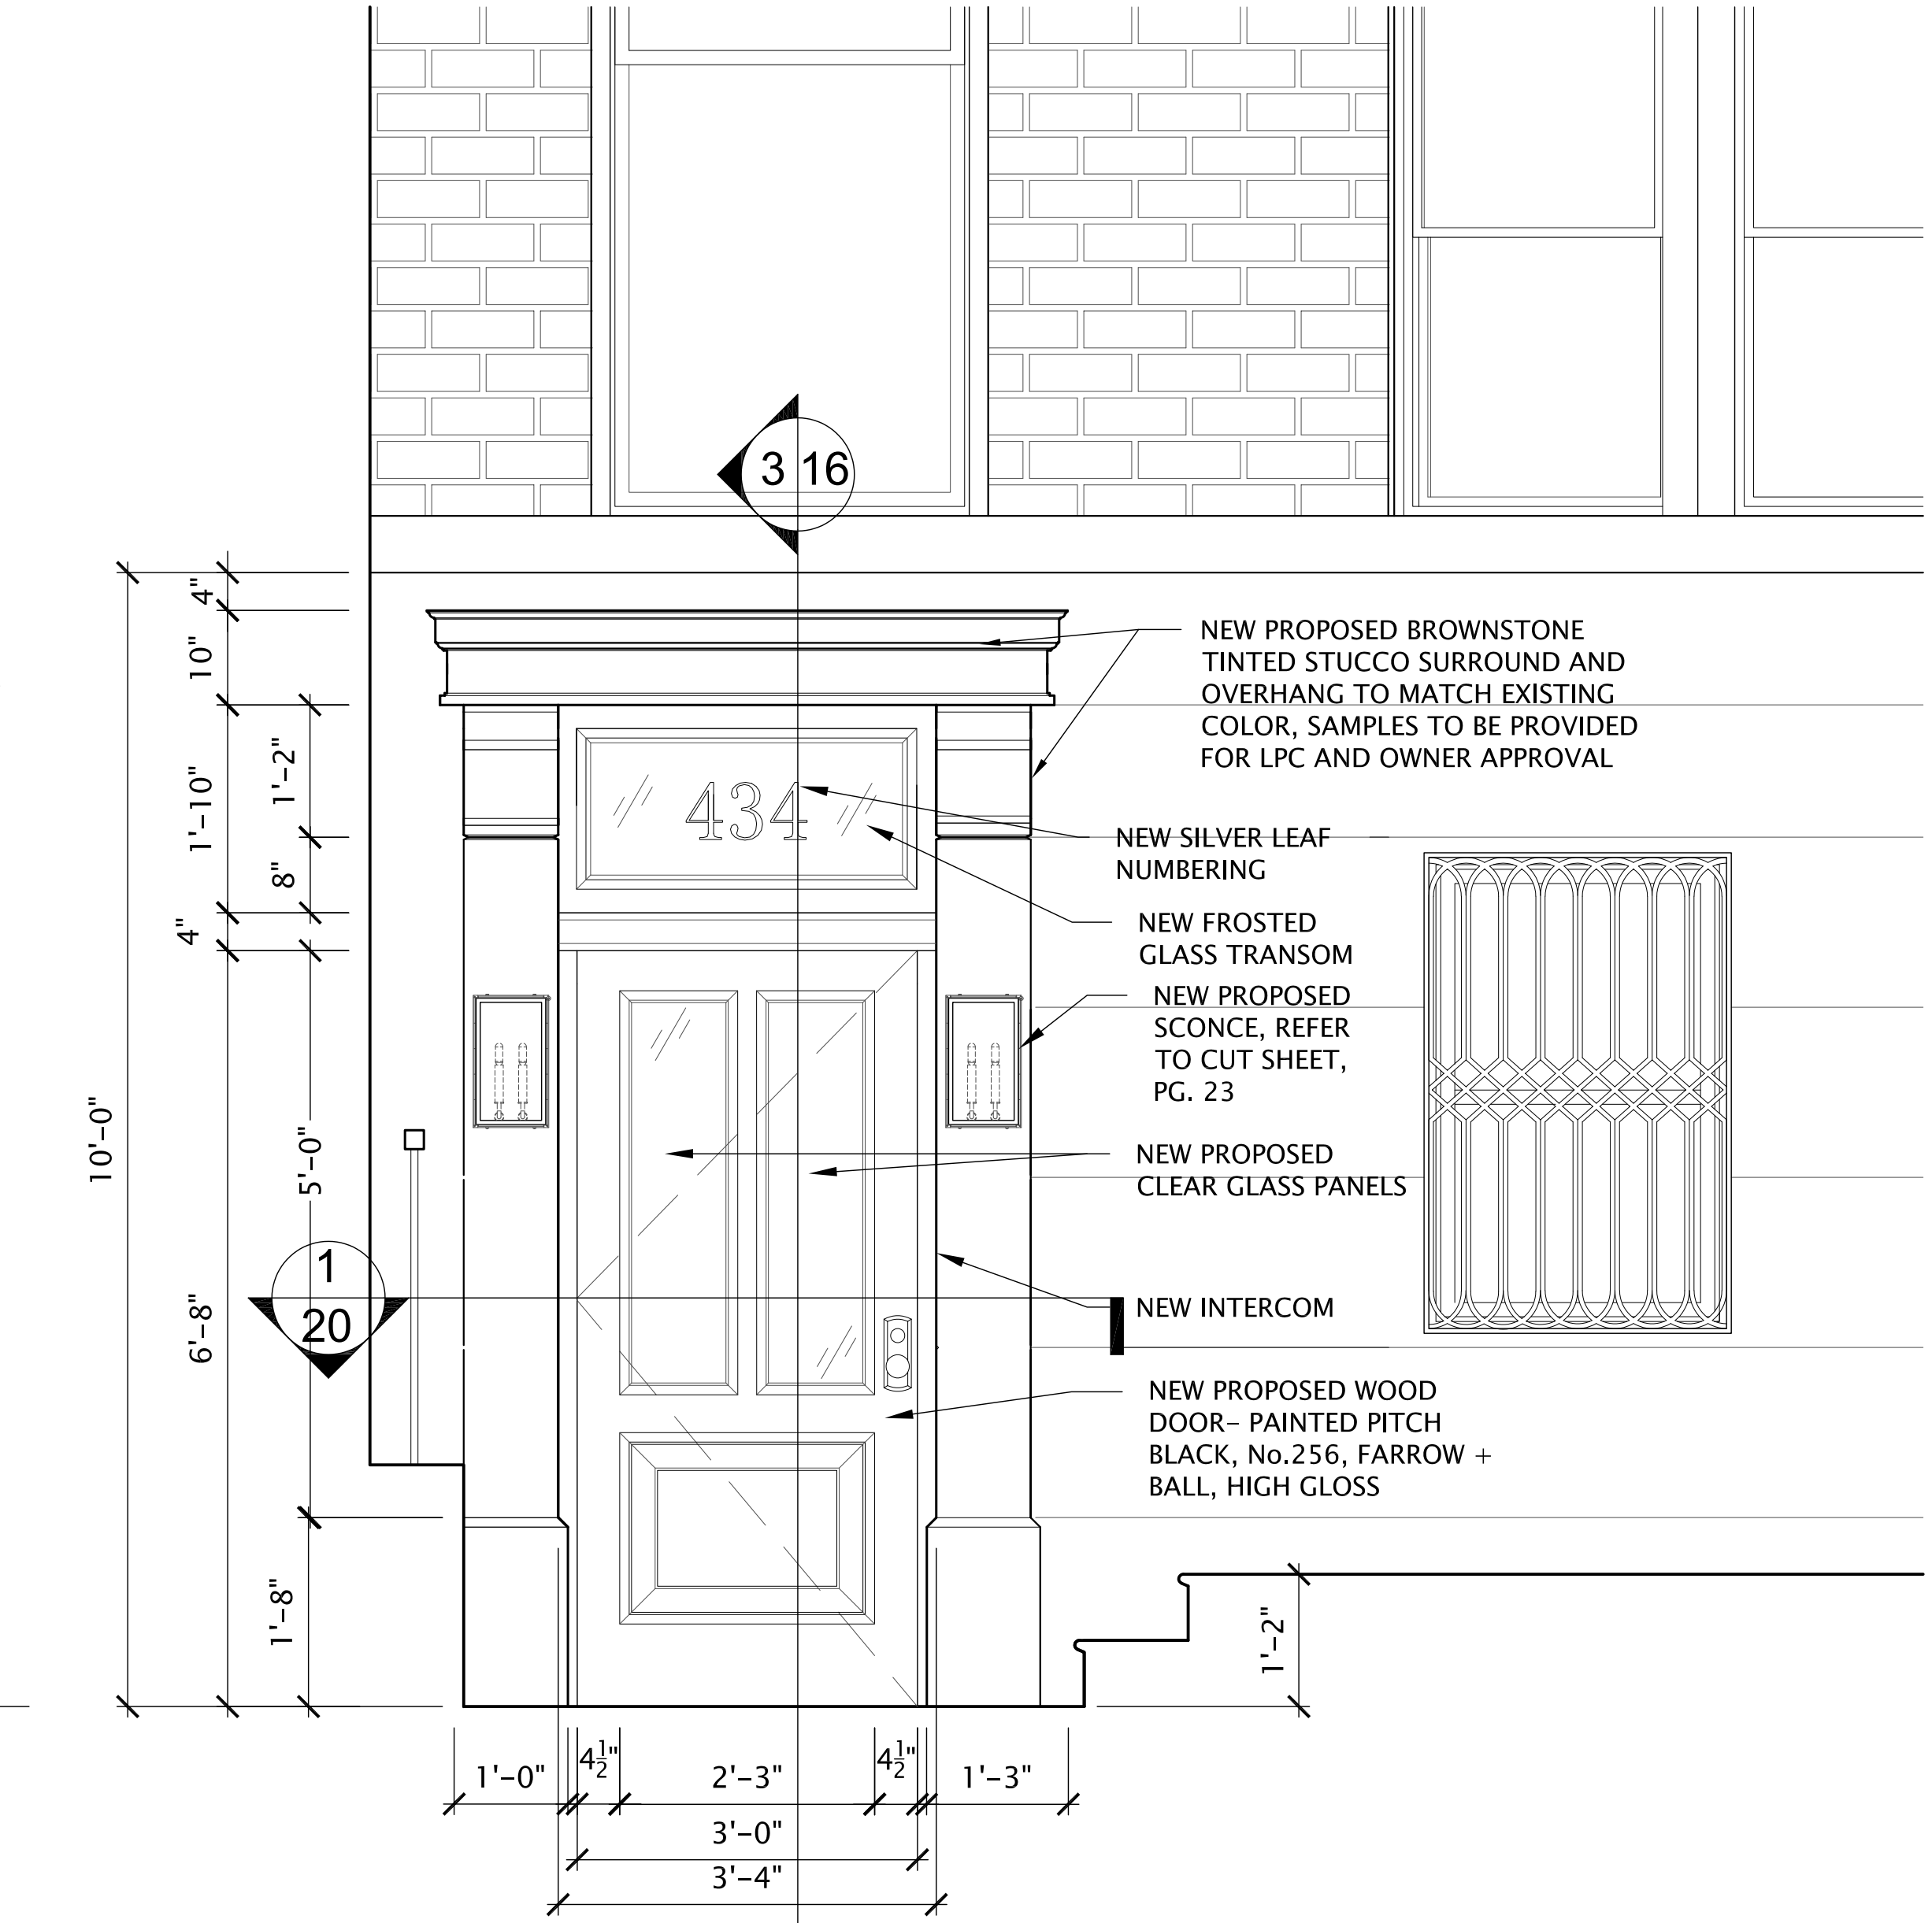 3 16
4"
10"
1'-10"
1'-2"
8"
4"
10'-0"
5'-0"
6'-8"
1'-8"
1
20
434
NEW PROPOSED BROWNSTONE
TINTED STUCCO SURROUND AND
OVERHANG TO MATCH EXISTING
COLOR, SAMPLES TO BE PROVIDED
FOR LPC AND OWNER APPROVAL
NEW SILVER LEAF
NUMBERING
NEW FROSTED
GLASS TRANSOM
NEW PROPOSED
SCONCE, REFER
TO CUT SHEET,
PG. 23
NEW PROPOSED
CLEAR GLASS PANELS
NEW INTERCOM
NEW PROPOSED WOOD
DOOR- PAINTED PITCH
BLACK, No.256, FARROW +
BALL, HIGH GLOSS
1'-2"
1'-0"
4 1/2"
2'-3"
4 1/2"
1'-3"
3'-0"
3'-4"